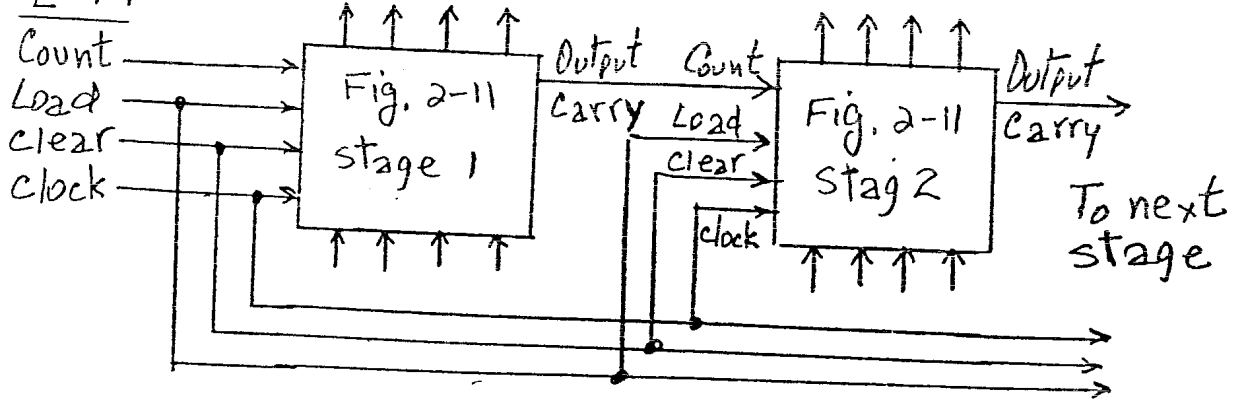 Count
Load
Clear
Clock
Fig. 2-11
stage 1
Output
Carry
Count
Load
Clear
Clock
Fig. 2-11
Stag 2
Output
Carry
To next
stage